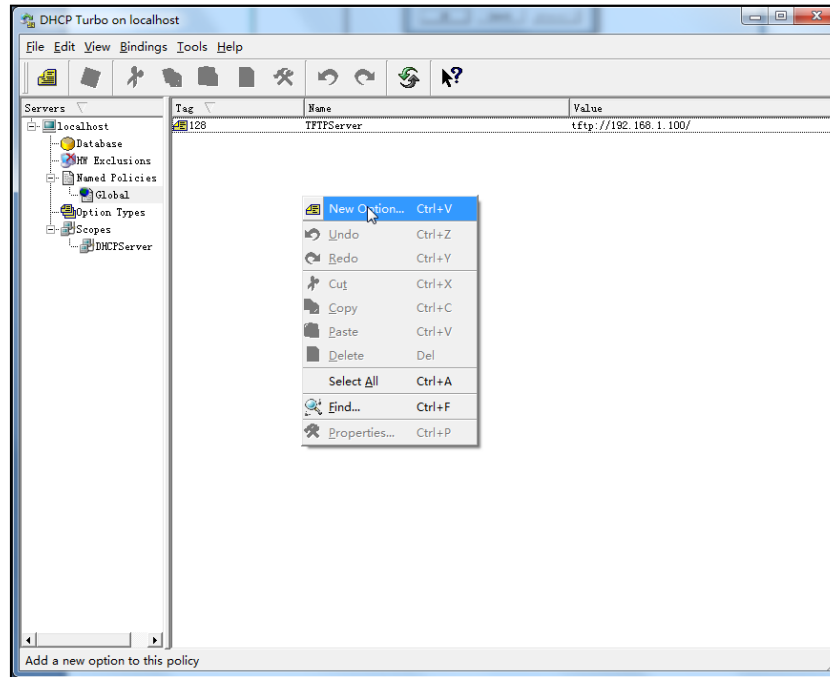 DHCP Turbo on localhost
File Edit View Bindings Tools Help
Servers
Tag Name Value
localhost
128 TFTPServer tftp://192.168.1.100/
Database
HW Exclusions
Named Policies
Global
Option Types
Scopes
DHCPServer
New Option... Ctrl+V
Undo Ctrl+Z
Redo Ctrl+Y
Cut Ctrl+X
Copy Ctrl+C
Paste Ctrl+V
Delete Del
Select All Ctrl+A
Find... Ctrl+F
Properties... Ctrl+P
Add a new option to this policy